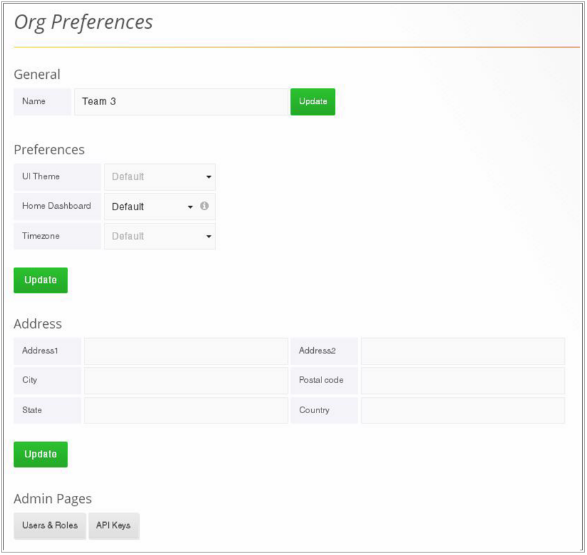 Org Preferences
General
Name Team 3 Update
Preferences
UI Theme Default
Home Dashboard Default
Timezone Default
Update
Address
Address1 Address2
City Postal code
State Country
Update
Admin Pages
Users & Roles API Keys